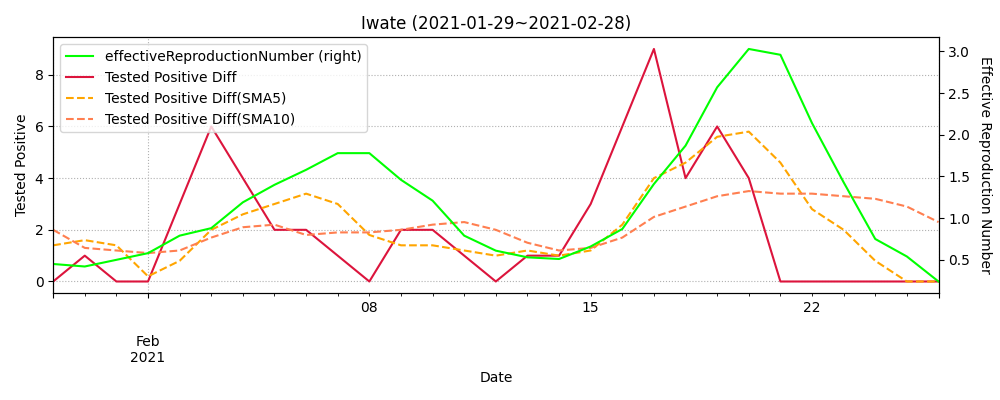 Iwate (2021-01-29~2021-02-28)
effectiveReproductionNumber (right)
Tested Positive Diff
Tested Positive Diff(SMA5)
Tested Positive Diff(SMA10)
Tested Positive
8
6
4
2
0
3.0
2.5
2.0
1.5
1.0
0.5
Effective Reproduction Number
08
15
22
Feb
2021
Date